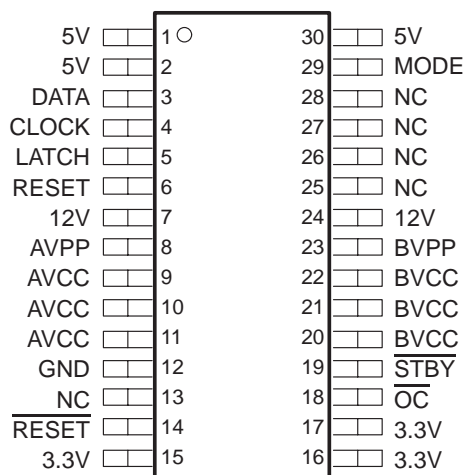 5V 1 30 5V
5V 2 29 MODE
DATA 3 28 NC
CLOCK 4 27 NC
LATCH 5 26 NC
RESET 6 25 NC
12V 7 24 12V
AVPP 8 23 BVPP
AVCC 9 22 BVCC
AVCC 10 21 BVCC
AVCC 11 20 BVCC
GND 12 19 S̅T̅B̅Y̅
NC 13 18 O̅C̅
R̅E̅S̅E̅T̅ 14 17 3.3V
3.3V 15 16 3.3V